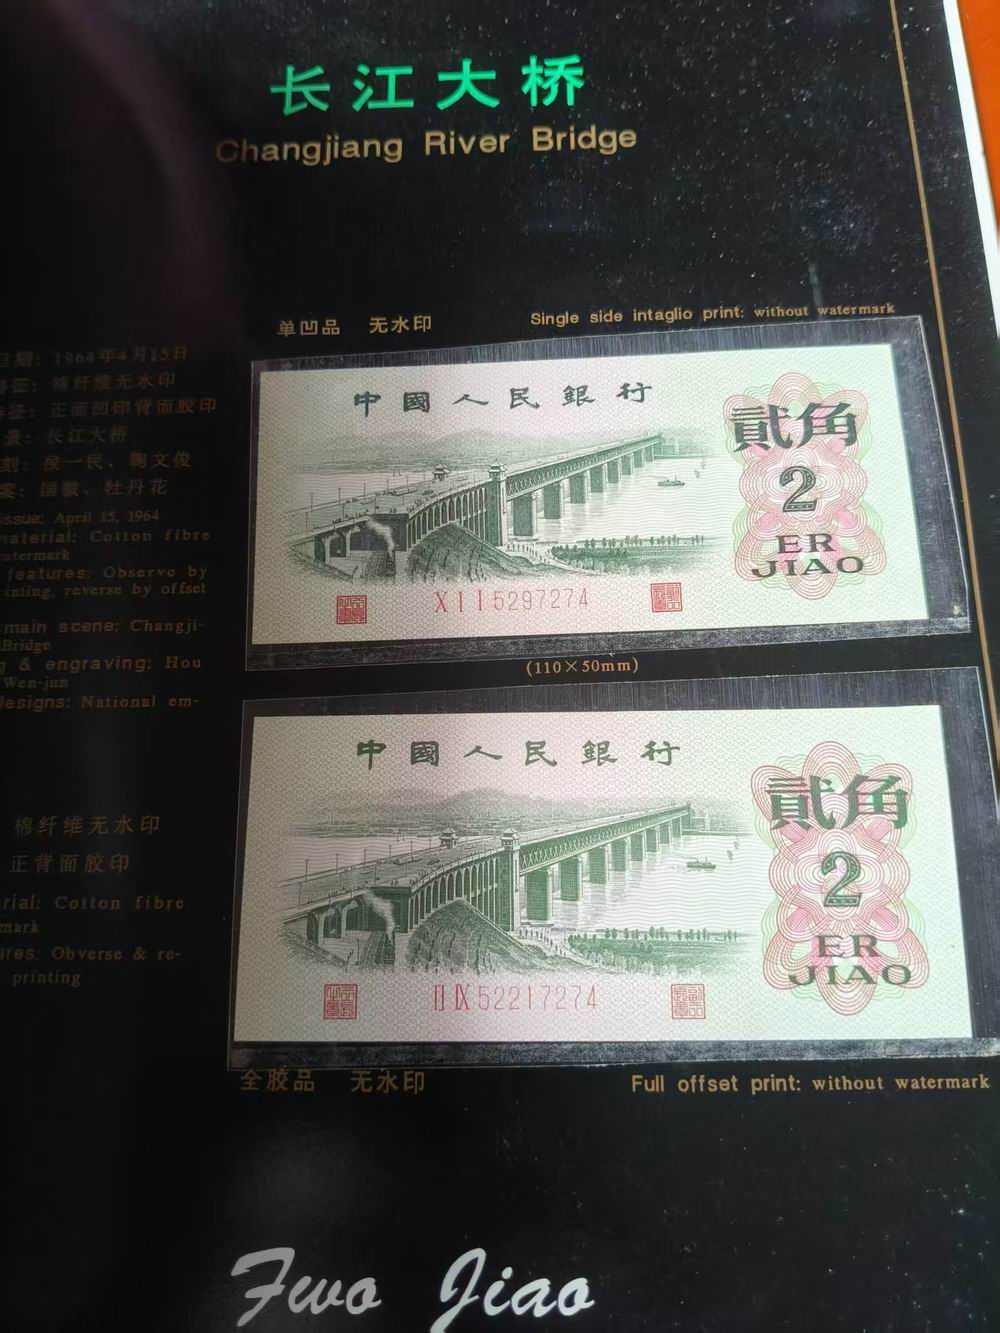 长江大桥
Changjiang River Bridge
单凹品 无水印
Single side intaglio print: without watermark
1964年4月15日
棉纤维无水印
正面凹印背面胶印
景: 长江大桥
刻: 侯一民、鞠文俊
案: 国徽、牡丹花
issue: April 15, 1964
material: Cotton fibre
watermark
features: Observe by
inting, reverse by offset
main scene: Changji-
Bridge
g & engraving: Hou
Wen-jun
designs: National em-
中國人民銀行
貳角
2
ER
JIAO
XII5297274
(110×50mm)
棉纤维无水印
正背面胶印
rial: Cotton fibre
mark
ures: Obverse & re-
printing
中國人民銀行
貳角
2
ER
JIAO
IIIX52217274
全胶品 无水印
Full offset print: without watermark
Two Jiao